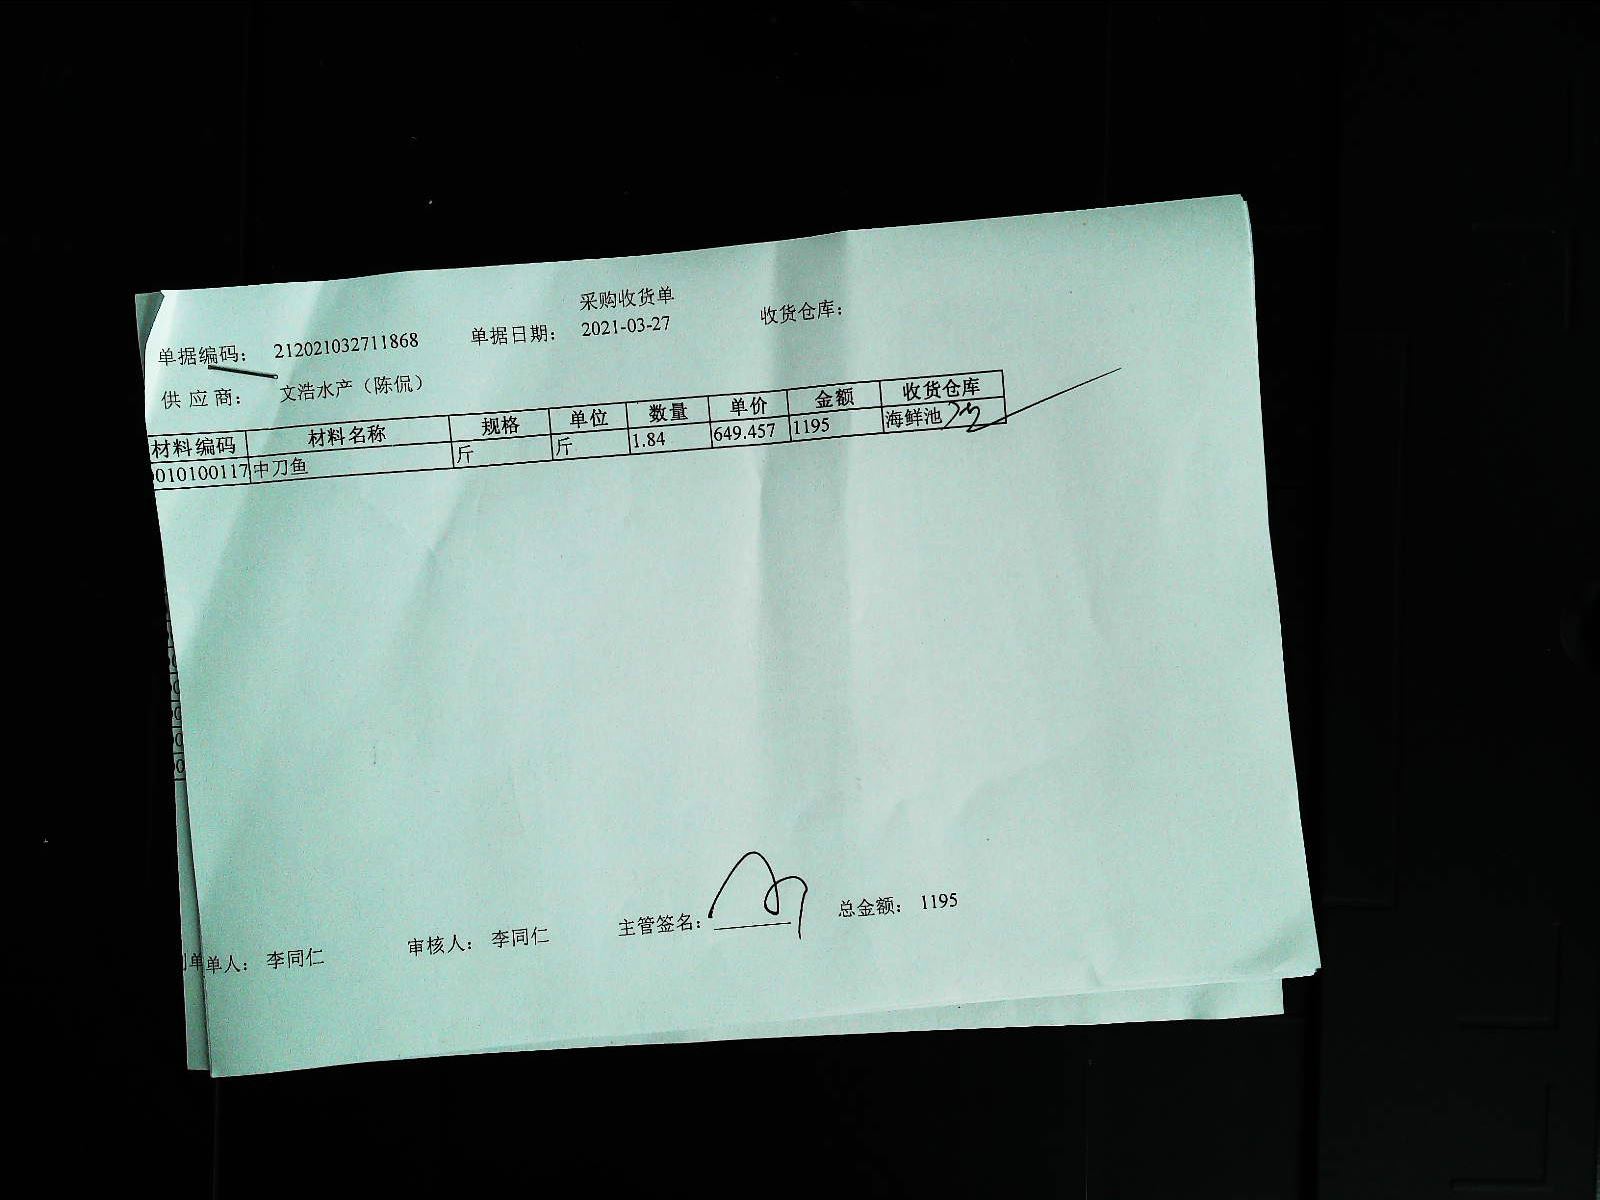 采购收货单
单据编码： 212021032711868 单据日期： 2021-03-27 收货仓库：
供应商： 文浩水产（陈侃）
材料编码 材料名称 规格 单位 数量 单价 金额 收货仓库
010100117 中刀鱼 斤 斤 1.84 649.457 1195 海鲜池
单人： 李同仁 审核人： 李同仁 主管签名： 总金额： 1195